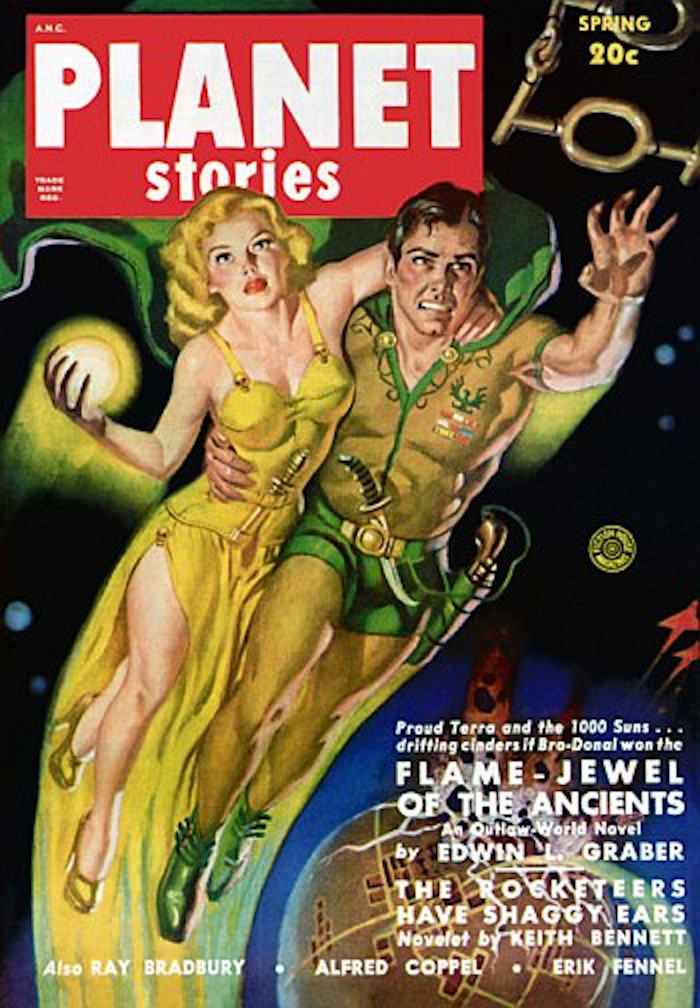 A.N.C.
PLANET
stories
TRADE
MARK
REG.
SPRING
20c
Proud Terra and the 1000 Suns . . .
drifting cinders if Bra-Donal won the
FLAME-JEWEL
OF THE ANCIENTS
An Outlaw-World Novel
by EDWIN L. GRABER
THE ROCKETEERS
HAVE SHAGGY EARS
Novelet by KEITH BENNETT
Also RAY BRADBURY • ALFRED COPPEL • ERIK FENNEL